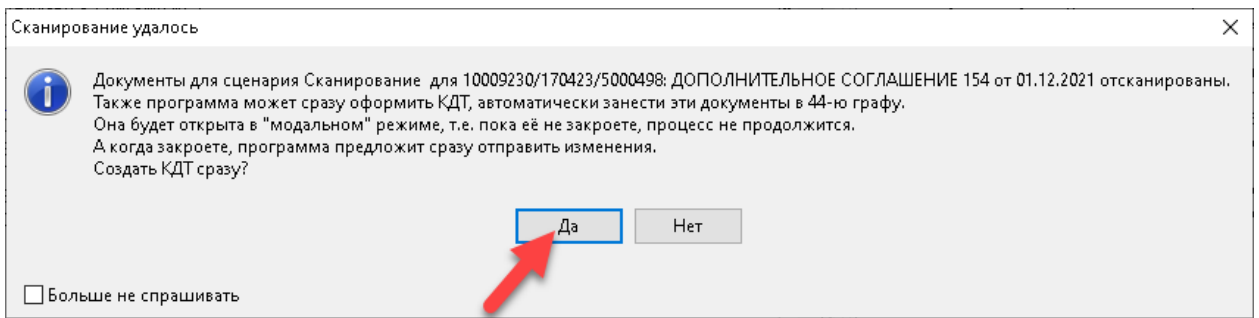 Сканирование удалось
Документы для сценария Сканирование для 10009230/170423/5000498: ДОПОЛНИТЕЛЬНОЕ СОГЛАШЕНИЕ 154 от 01.12.2021 отсканированы.
Также программа может сразу оформить КДТ, автоматически занести эти документы в 44-ю графу.
Она будет открыта в "модальном" режиме, т.е. пока её не закроете, процесс не продолжится.
А когда закроете, программа предложит сразу отправить изменения.
Создать КДТ сразу?
Да
Нет
Больше не спрашивать